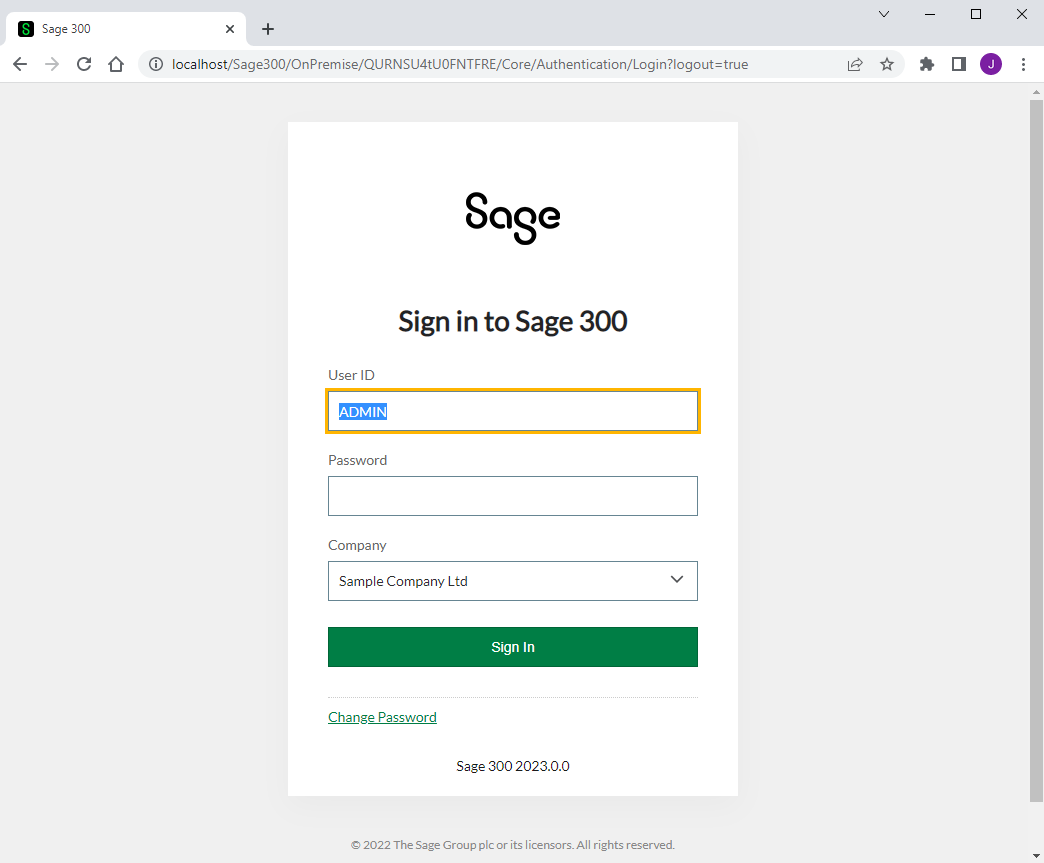 Sage 300
localhost/Sage300/OnPremise/QURNSU4tU0FNTFRE/Core/Authentication/Login?logout=true
J
Sage
Sign in to Sage 300
User ID
ADMIN
Password
Company
Sample Company Ltd
Sign In
Change Password
Sage 300 2023.0.0
© 2022 The Sage Group plc or its licensors. All rights reserved.